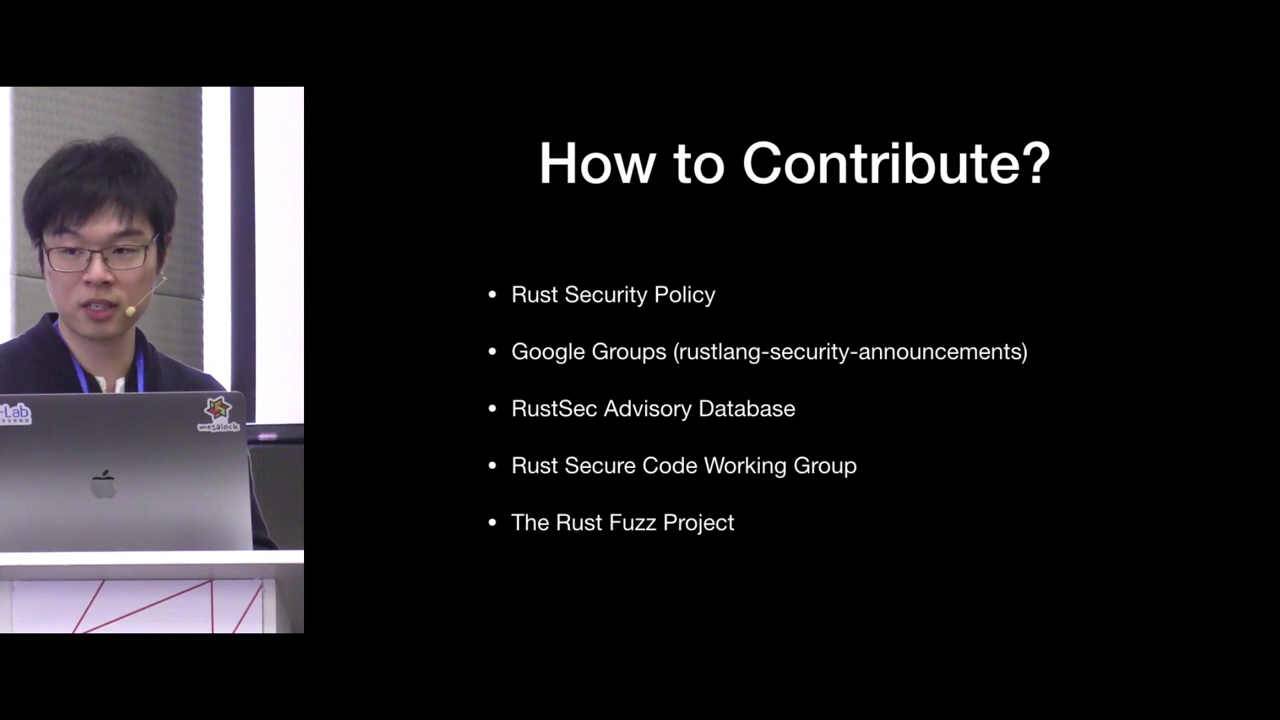 How to Contribute?
• Rust Security Policy
• Google Groups (rustlang-security-announcements)
• RustSec Advisory Database
• Rust Secure Code Working Group
• The Rust Fuzz Project
-Lab
mesalock